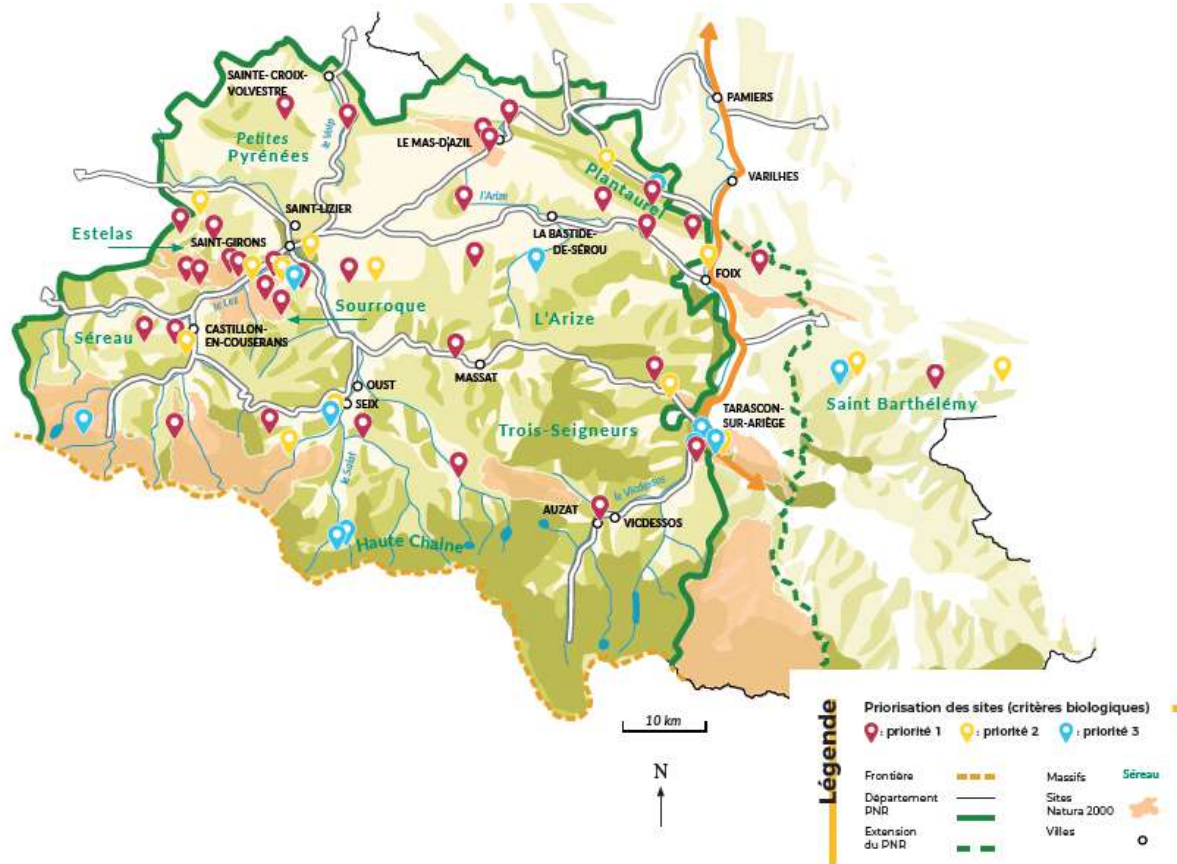 SAINTE-CROIX-
VOLVESTRE
PAMIERS
Petites
Pyrénées
le Volp
LE MAS-D'AZIL
Plantaurel
VARILHES
l'Arize
SAINT-LIZIER
Estelas
SAINT-GIRONS
LA BASTIDE-
DE-SÉROU
FOIX
le Lez
Sourroque
L'Arize
Séreau
CASTILLON-
EN-COUSERANS
MASSAT
OUST
SEIX
Saint Barthélémy
TARASCON-
SUR-ARIÈGE
Trois-Seigneurs
le Salat
le Vicdessos
AUZAT
VICDESSOS
Haute Chaîne
10 km
N
Légende
Priorisation des sites (critères biologiques)
: priorité 1
: priorité 2
: priorité 3
Frontière
Massifs
Séreau
Département
PNR
Sites
Natura 2000
Extension
du PNR
Villes